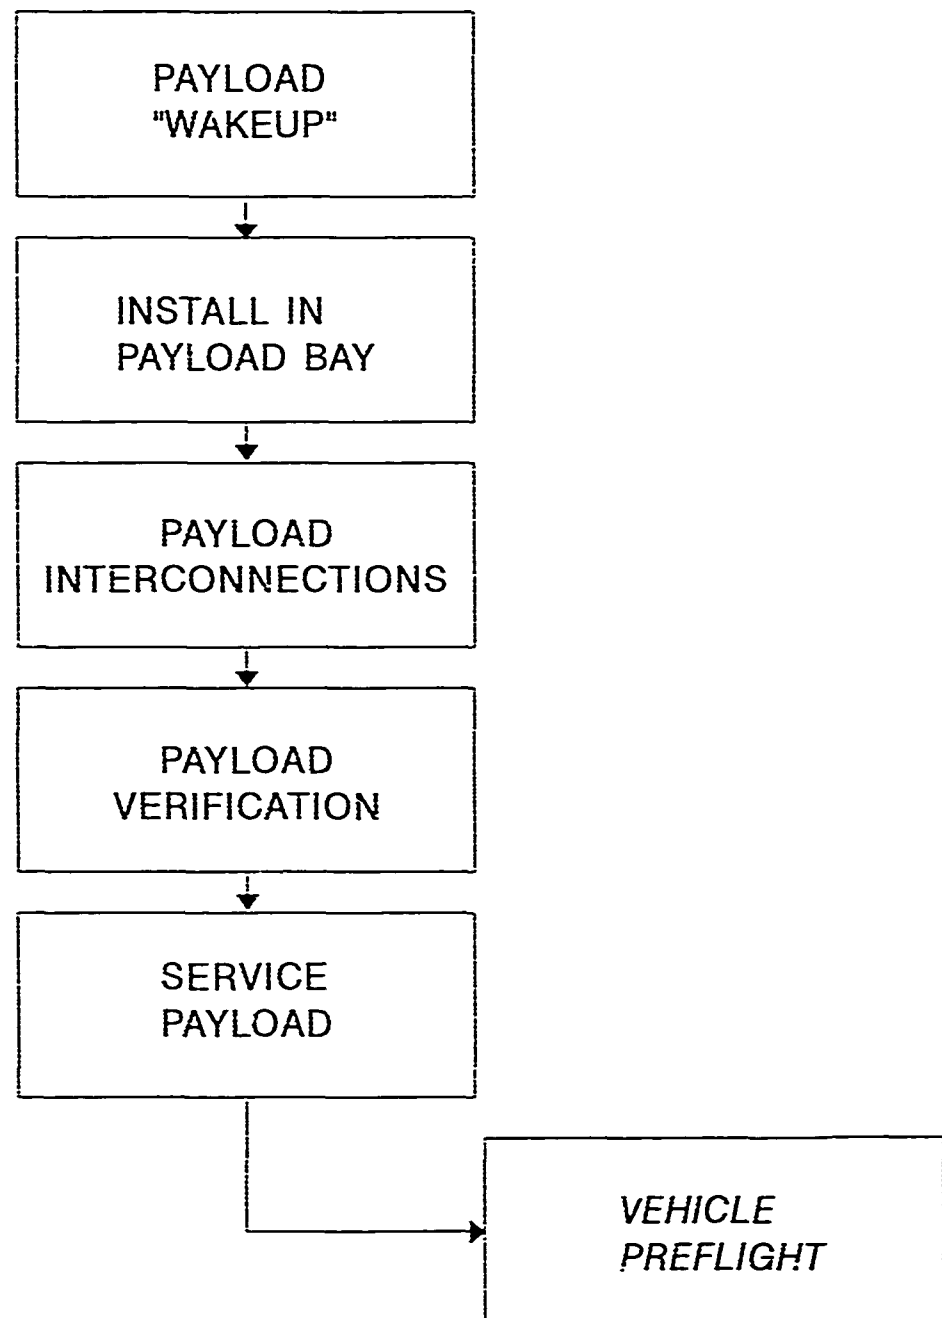 PAYLOAD
"WAKEUP"
INSTALL IN
PAYLOAD BAY
PAYLOAD
INTERCONNECTIONS
PAYLOAD
VERIFICATION
SERVICE
PAYLOAD
VEHICLE
PREFLIGHT